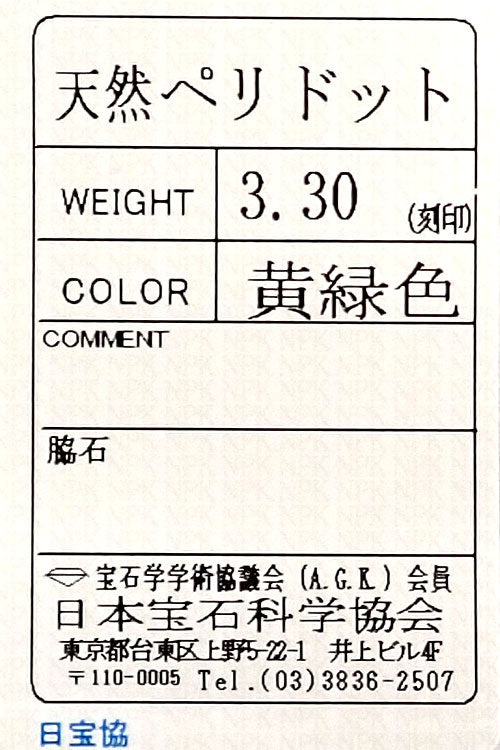 天然ペリドット
WEIGHT 3.30 (刻印)
COLOR 黄緑色
COMMENT
脇石
宝石学学術協議会 (A.G.K.) 会員
日本宝石科学協会
東京都台東区上野5-22-1 井上ビル4F
〒110-0005 Tel.(03)3836-2507
日宝協